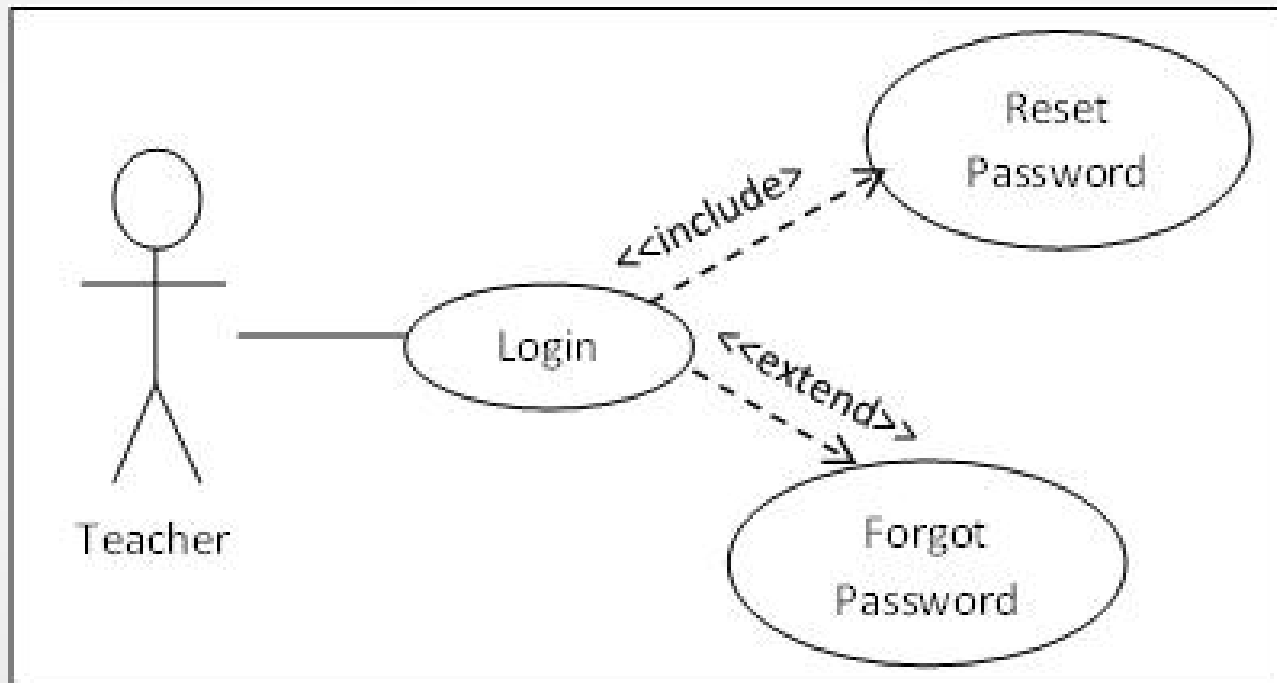 Reset
Password
<<include>
Login
<<extend>>
Teacher
Forgot
Password